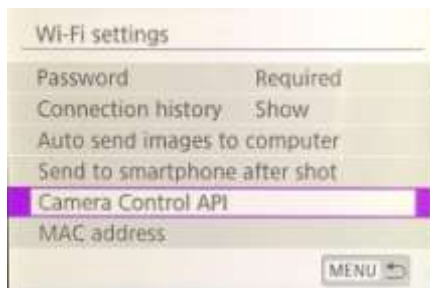 Wi-Fi settings
Password Required
Connection history Show
Auto send images to computer
Send to smartphone after shot
Camera Control API
MAC address
MENU